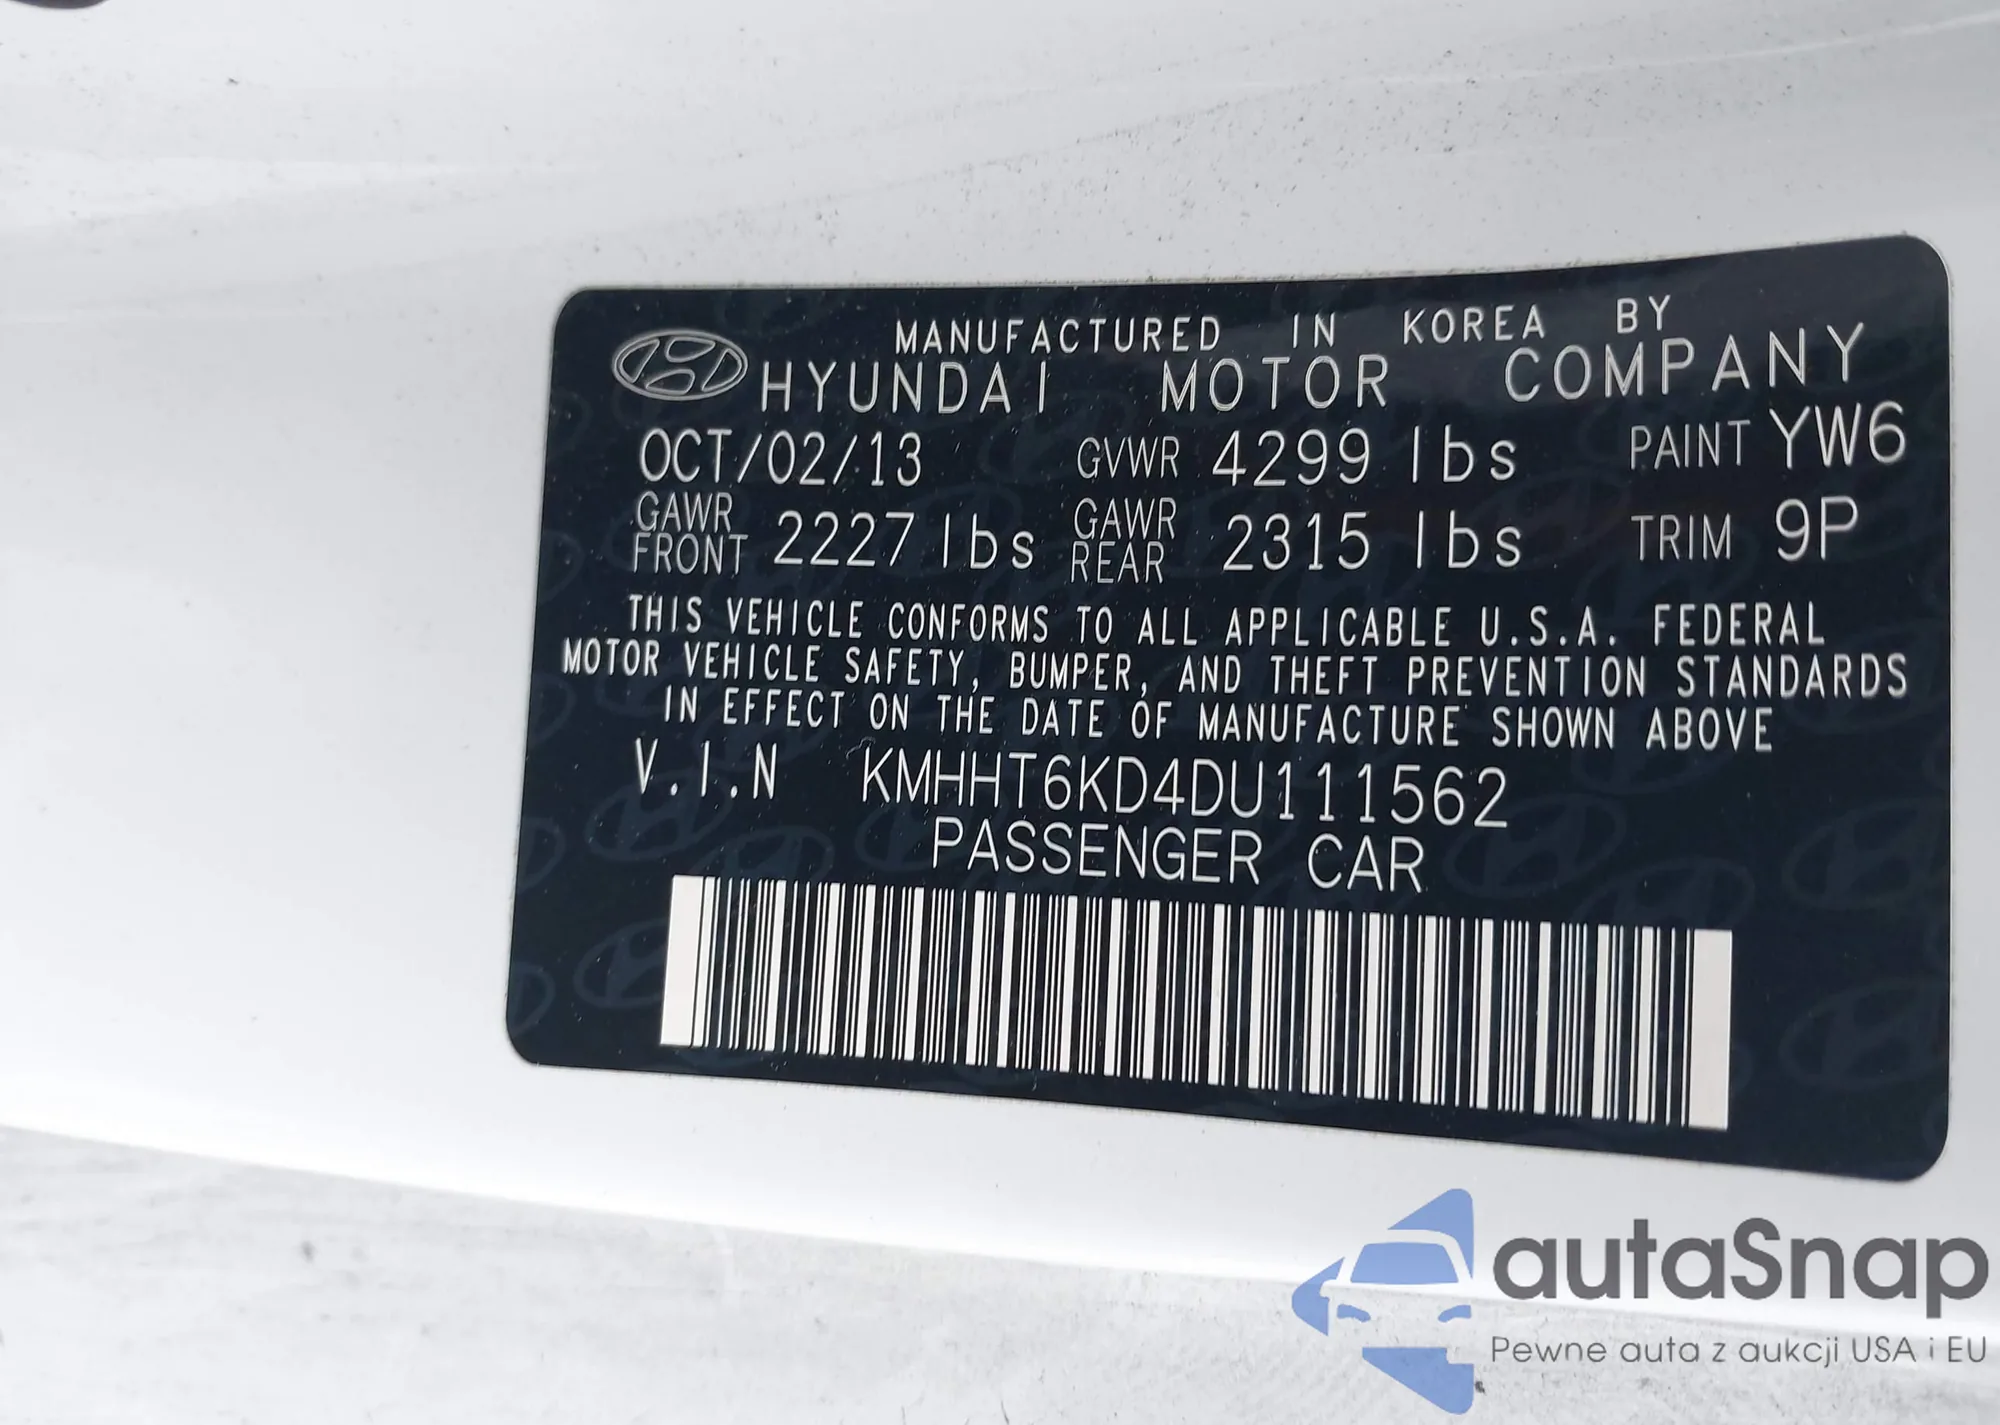 MANUFACTURED IN KOREA BY
HYUNDAI MOTOR COMPANY
OCT/02/13 GVWR 4299 lbs PAINT YW6
GAWR FRONT 2227 lbs GAWR REAR 2315 lbs TRIM 9P
THIS VEHICLE CONFORMS TO ALL APPLICABLE U.S.A. FEDERAL
MOTOR VEHICLE SAFETY, BUMPER, AND THEFT PREVENTION STANDARDS
IN EFFECT ON THE DATE OF MANUFACTURE SHOWN ABOVE
V.I.N KMHHT6KD4DU111562
PASSENGER CAR
autaSnap
Pewne auta z aukcji USA i EU